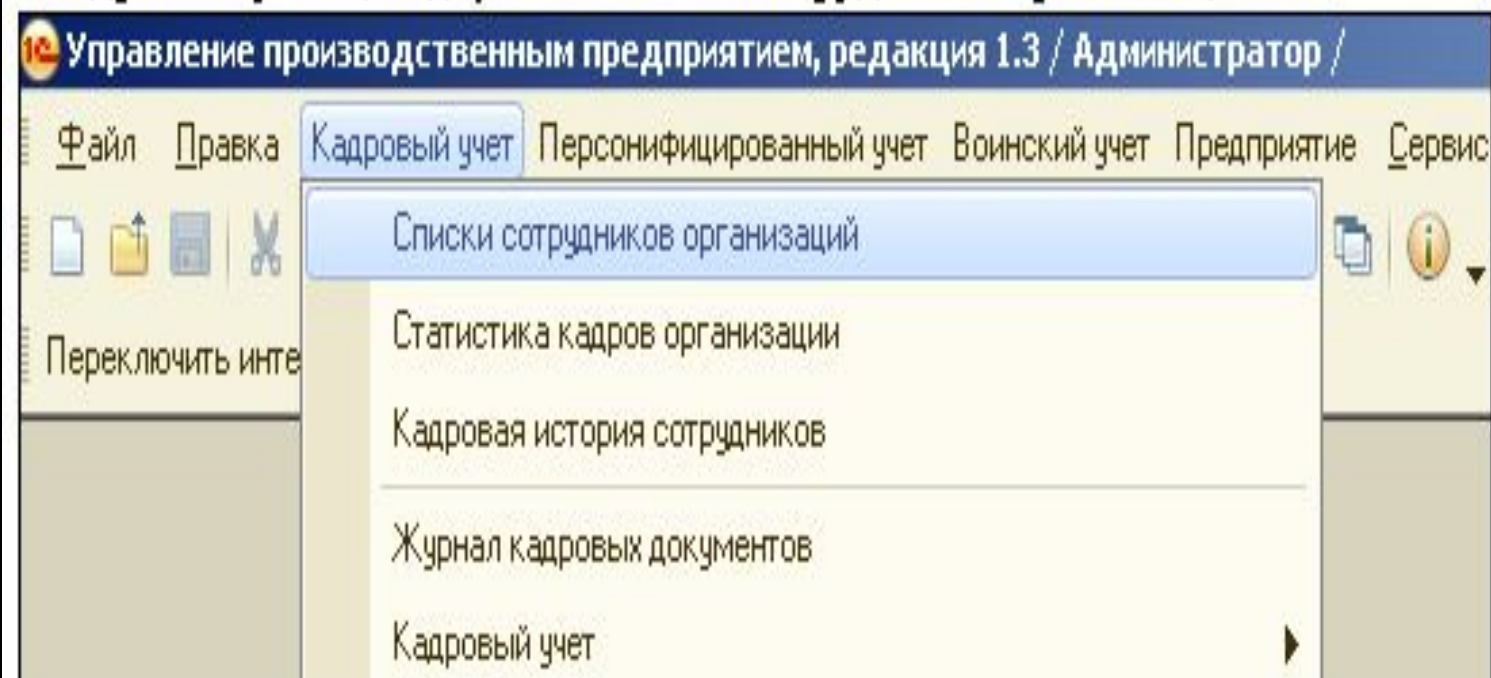 1С Управление производственным предприятием, редакция 1.3 / Администратор /
Файл Правка Кадровый учет Персонифицированный учет Воинский учет Предприятие Сервис
Списки сотрудников организаций
Статистика кадров организации
Переключить инте
Кадровая история сотрудников
Журнал кадровых документов
Кадровый учет